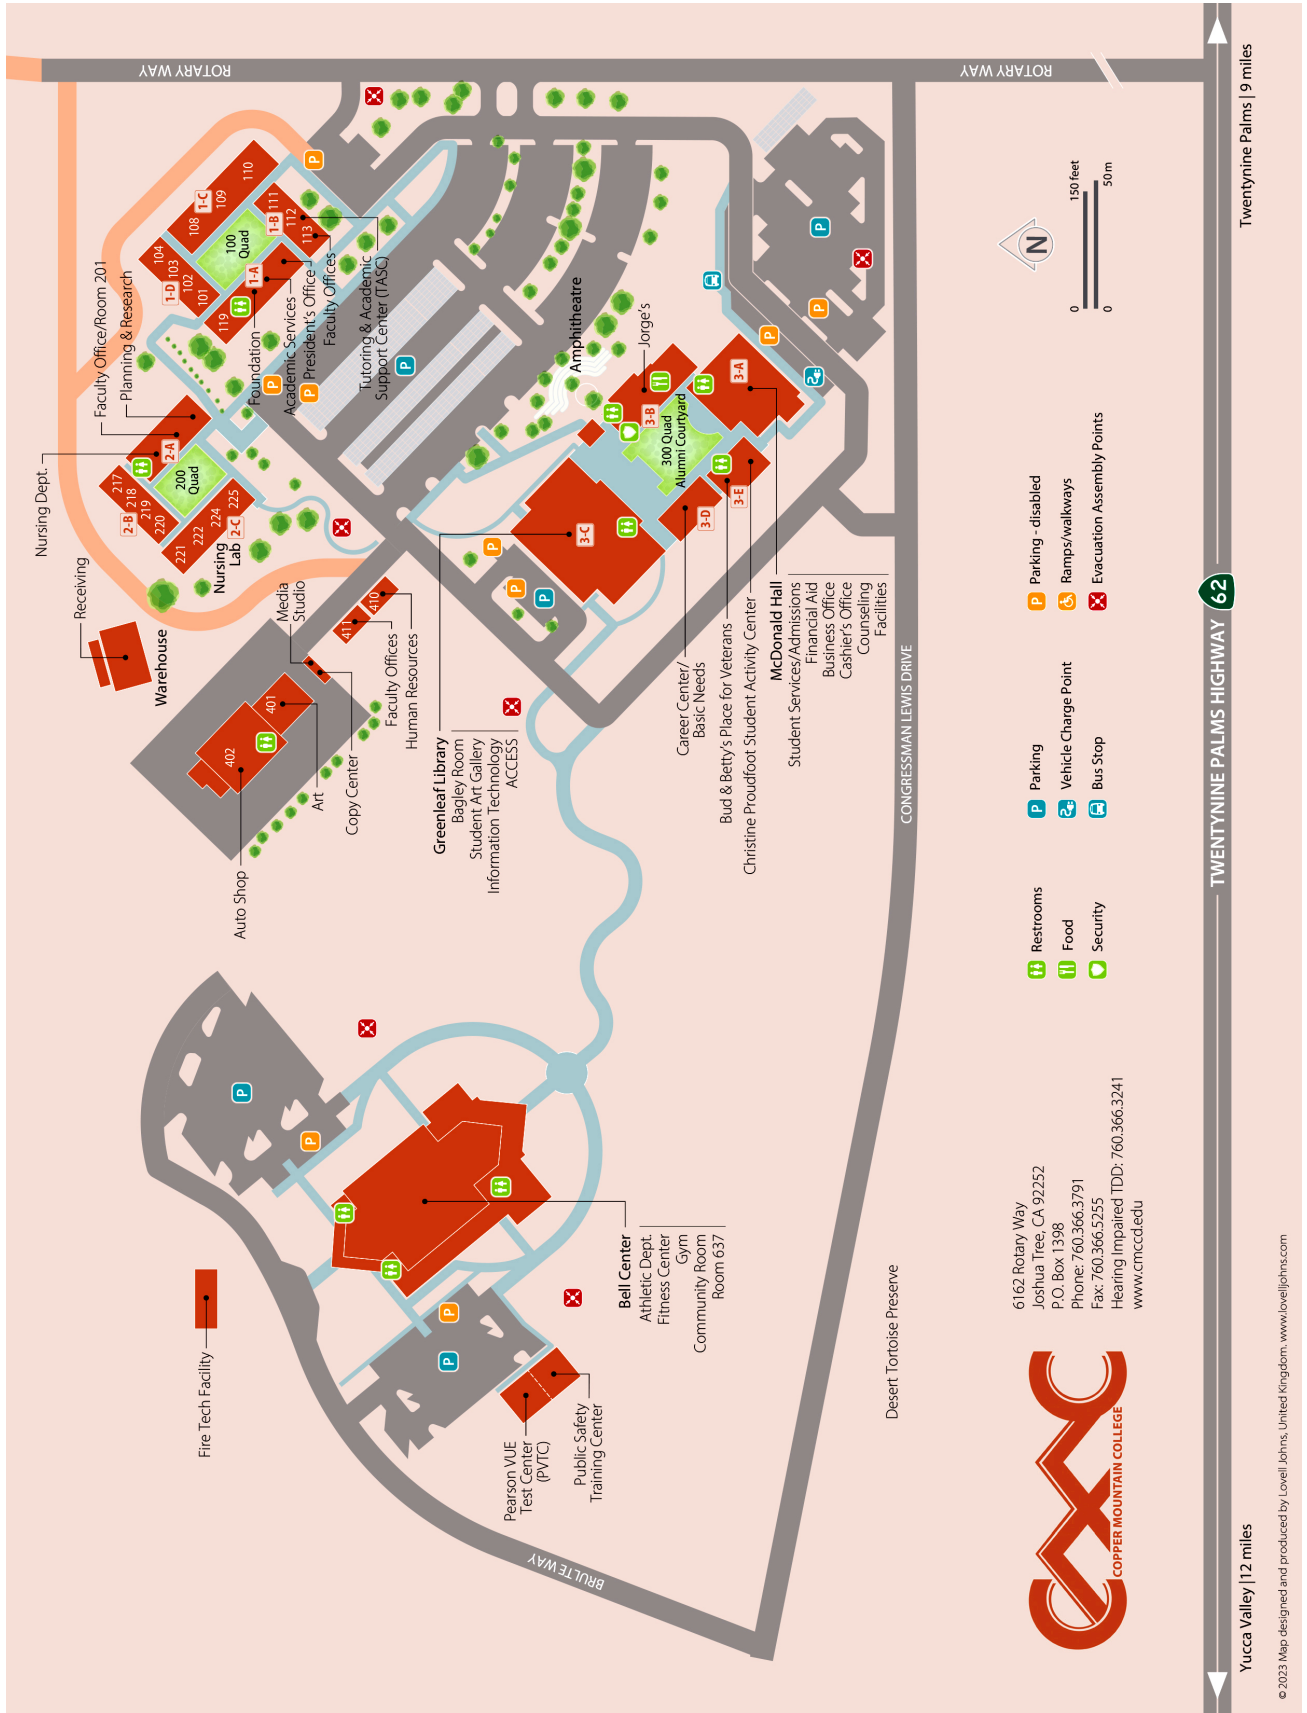 ROTARY WAY
ROTARY WAY
Nursing Dept.
Faculty Office/Room 201
Planning & Research
Receiving
Warehouse
217
218
219
220
2-B
2-A
200
Quad
221
222
224
225
2-C
Nursing
Lab
104
103
102
101
1-D
108
1-C
109
110
100
Quad
1-B
111
112
113
1-A
119
Foundation
Academic Services
President's Office
Faculty Offices
Tutoring & Academic
Support Center (TASC)
P
P
P
P
Media
Studio
410
411
Faculty Offices
Human Resources
402
401
Auto Shop
Art
Copy Center
Amphitheatre
Jorge's
3-B
3-A
300 Quad
Alumni Courtyard
3-C
3-D
3-E
P
P
P
P
P
P
Greenleaf Library
Bagley Room
Student Art Gallery
Information Technology
ACCESS
Career Center/
Basic Needs
Bud & Betty's Place for Veterans
Christine Proudfoot Student Activity Center
McDonald Hall
Student Services/Admissions
Financial Aid
Business Office
Cashier's Office
Counseling
Facilities
CONGRESSMAN LEWIS DRIVE
P
P
P
P
Fire Tech Facility
Bell Center
Athletic Dept.
Fitness Center
Gym
Community Room
Room 637
Pearson VUE
Test Center
(PVTC)
Public Safety
Training Center
BRULTE WAY
Desert Tortoise Preserve
N
0
150 feet
0
50m
Restrooms
Food
Security
P
Parking
Vehicle Charge Point
Bus Stop
P
Parking - disabled
Ramps/walkways
Evacuation Assembly Points
COPPER MOUNTAIN COLLEGE
6162 Rotary Way
Joshua Tree, CA 92252
P.O. Box 1398
Phone: 760.366.3791
Fax: 760.366.5255
Hearing Impaired TDD: 760.366.3241
www.cmccd.edu
TWENTYNINE PALMS HIGHWAY
62
Yucca Valley |12 miles
Twentynine Palms | 9 miles
© 2023 Map designed and produced by Lovell Johns, United Kingdom. www.lovelljohns.com